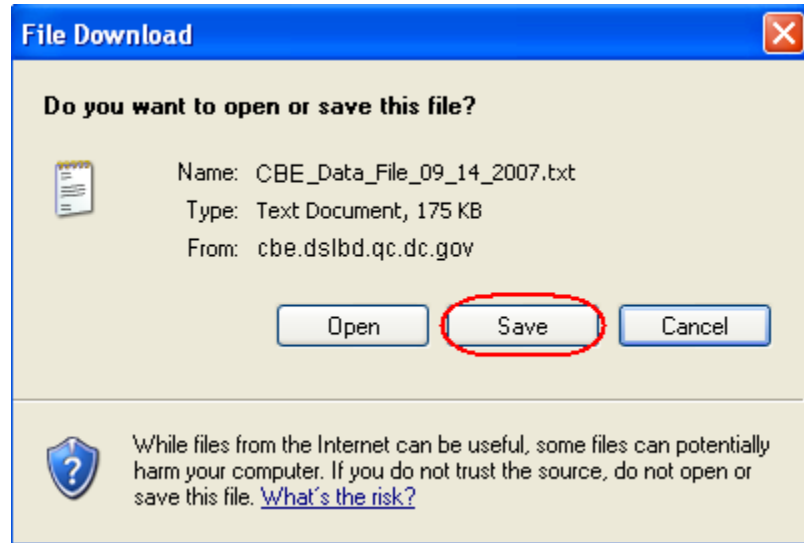 File Download
Do you want to open or save this file?
Name: CBE_Data_File_09_14_2007.txt
Type: Text Document, 175 KB
From: cbe.dslbd.qc.dc.gov
Open Save Cancel
While files from the Internet can be useful, some files can potentially
harm your computer. If you do not trust the source, do not open or
save this file. What´s the risk?